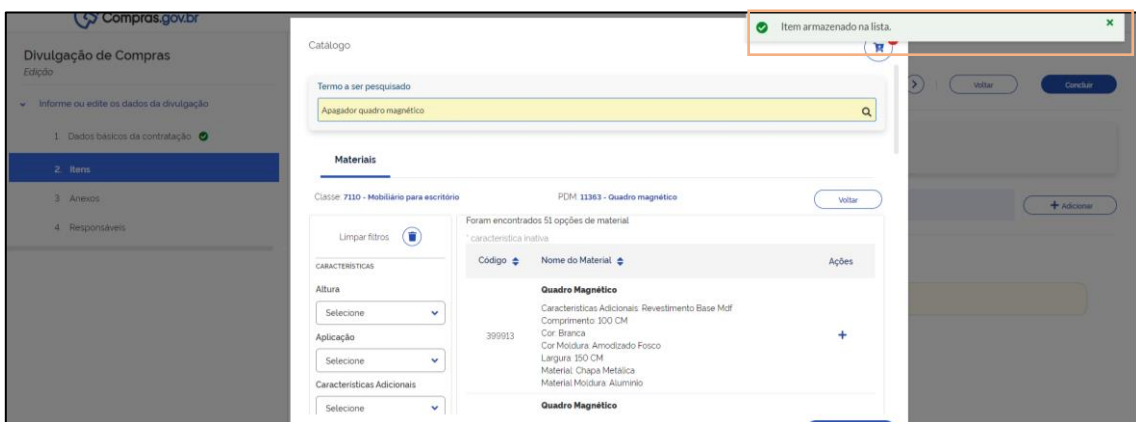 Compras.gov.br
Item armazenado na lista.
Divulgação de Compras
Edição
Voltar
Concluir
Informe ou edite os dados da divulgação
1 Dados básicos da contratação
2. Itens
3 Anexos
4 Responsáveis
Adicionar
Catálogo
Termo a ser pesquisado
Apagador quadro magnético
Materiais
Classe: 7110 - Mobiliário para escritório
PDM: 11363 - Quadro magnético
Voltar
Limpar filtros
CARACTERÍSTICAS
Altura
Selecione
Aplicação
Selecione
Características Adicionais
Selecione
Foram encontrados 51 opções de material
* característica inativa
Código Nome do Material Ações
Quadro Magnético
399913
Características Adicionais: Revestimento Base Mdf
Comprimento: 100 CM
Cor: Branca
Cor Moldura: Amodizado Fosco
Largura: 150 CM
Material: Chapa Metálica
Material Moldura: Alumínio
Quadro Magnético